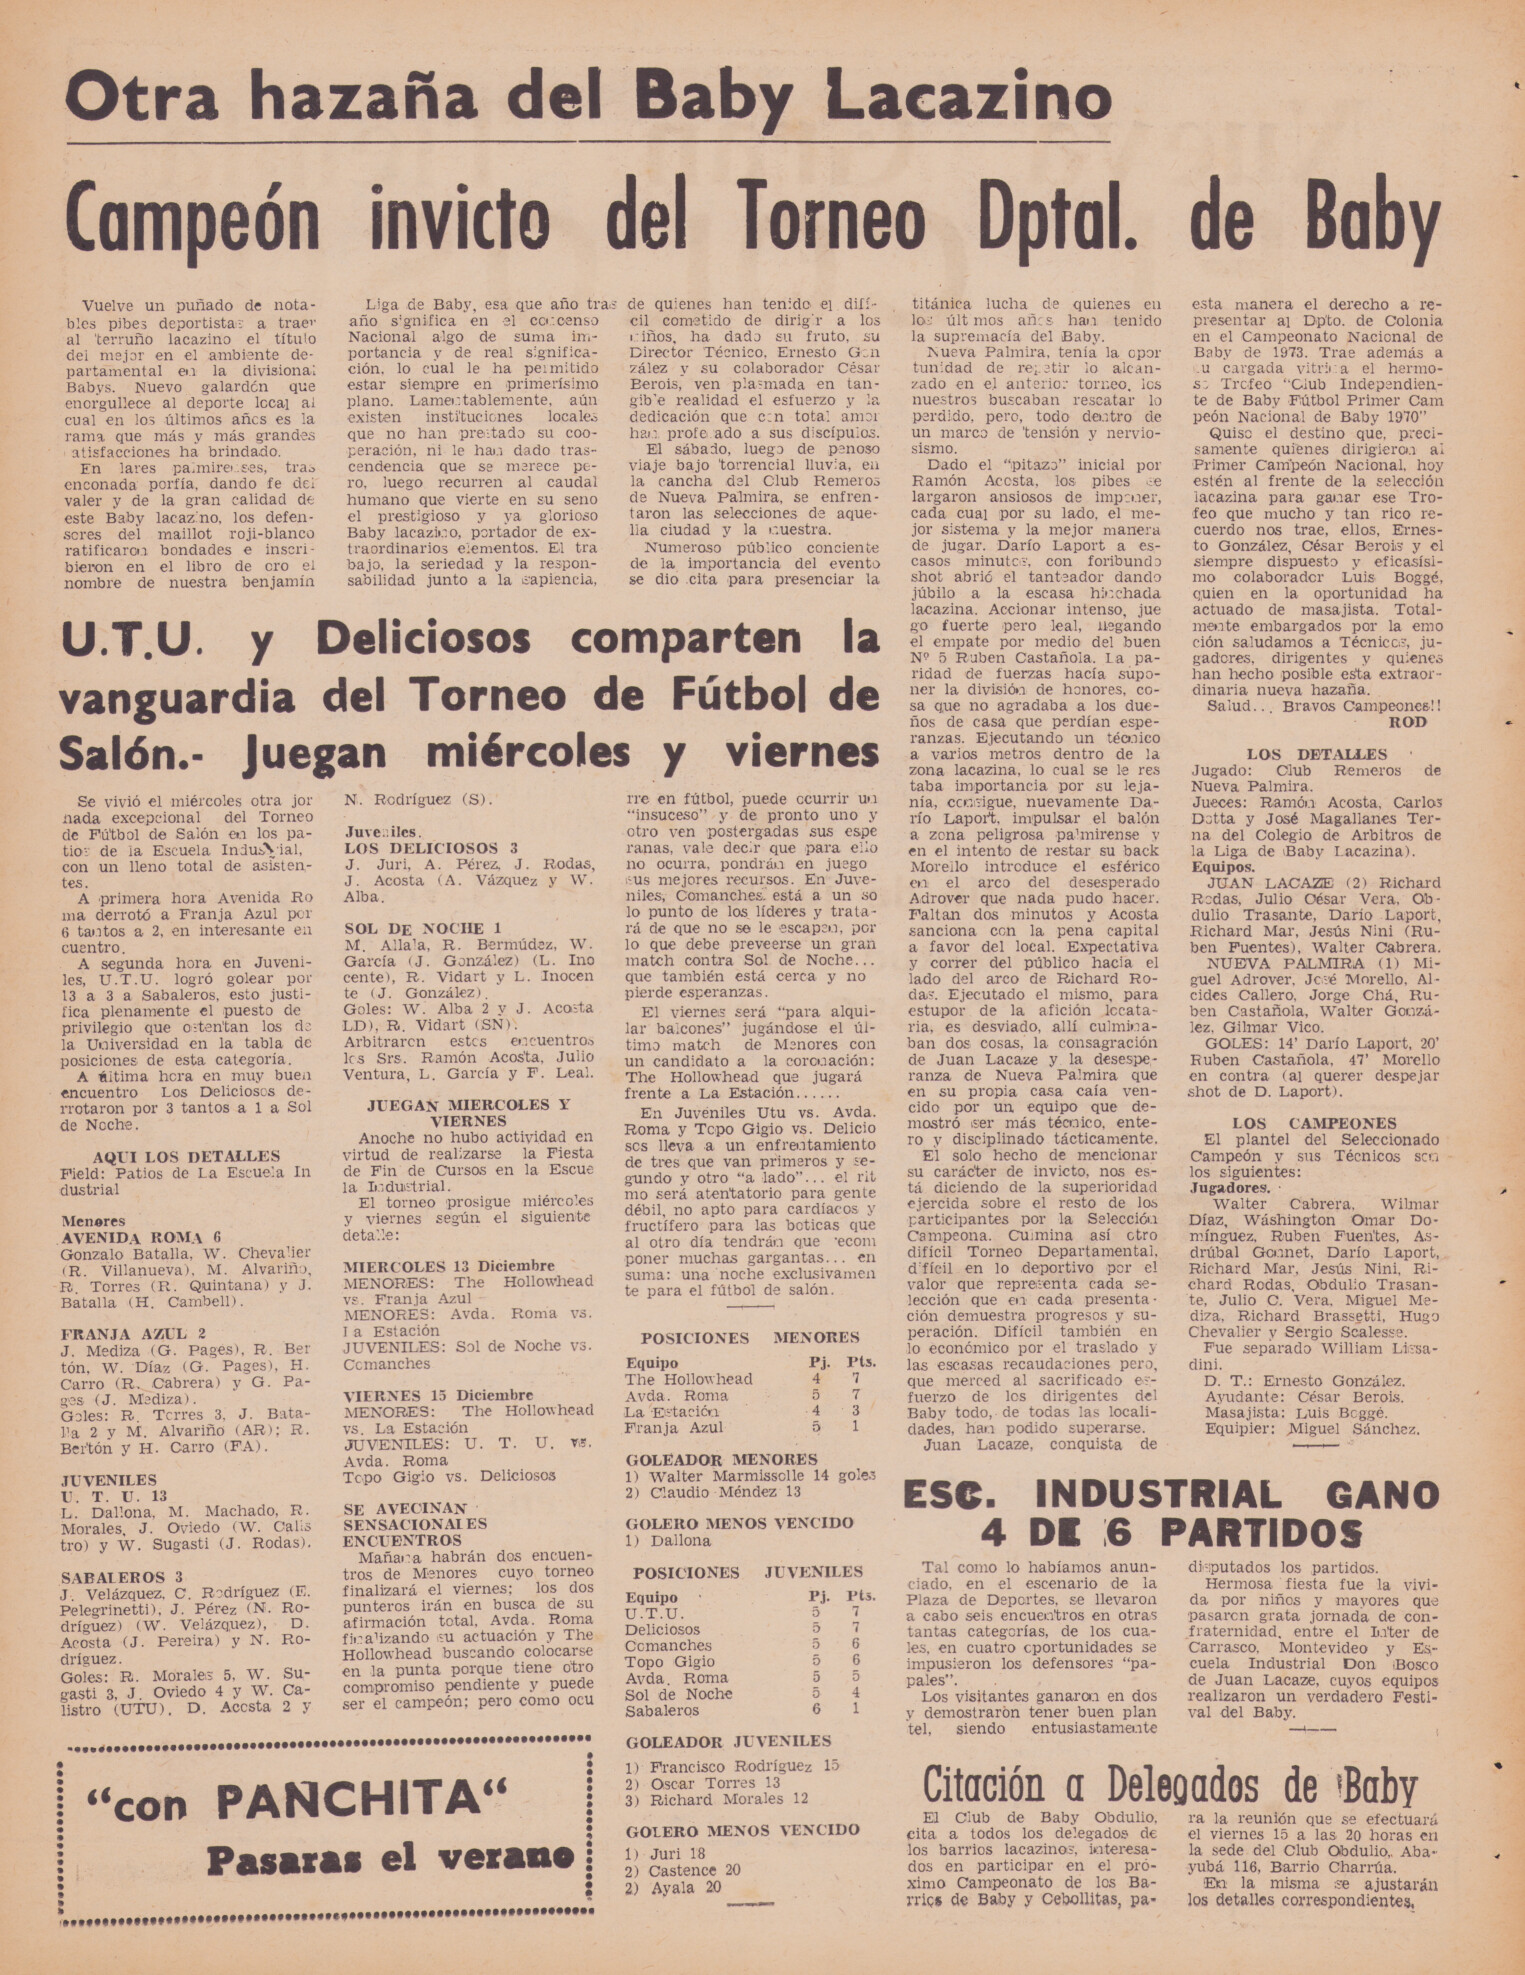 Otra hazaña del Baby Lacazino
Campeón invicto del Torneo Dptal. de Baby
Vuelve un puñado de nota-
bles pibes deportistas a traer
al terruño lacazino el título
del mejor en el ambiente de-
partamental en la divisional
Babys. Nuevo galardón que
enorgullece al deporte local al
cual en los últimos años es la
rama que más y más grandes
satisfacciones ha brindado.
En lares palmirenses, tras
enconada porfía, dando fe del
valer y de la gran calidad de
este Baby lacazino, los defen-
sores del maillot roji-blanco
ratificaron bondades e inscri-
bieron en el libro de oro el
nombre de nuestra benjamín
Liga de Baby, esa que año tras
año significa en el concenso
Nacional algo de suma im-
portancia y de real significa-
ción, lo cual le ha permitido
estar siempre en primerísimo
plano. Lamentablemente, aún
existen instituciones locales
que no han prestado su coo-
peración, ni le han dado tras-
cendencia que se merece pe-
ro, luego recurren al caudal
humano que vierte en su seno
el prestigioso y ya glorioso
Baby lacazino, portador de ex-
traordinarios elementos. El tra
bajo, la seriedad y la respon-
sabilidad junto a la sapiencia,
de quienes han tenido el difí-
cil cometido de dirigir a los
niños, ha dado su fruto, su
Director Técnico, Ernesto Gon
zález y su colaborador César
Berois, ven plasmada en tan-
gible realidad el esfuerzo y la
dedicación que con total amor
han profesado a sus discípulos.
El sábado, luego de penoso
viaje bajo torrencial lluvia, en
la cancha del Club Remeros
de Nueva Palmira, se enfren-
taron las selecciones de aque-
lla ciudad y la nuestra.
Numeroso público conciente
de la importancia del evento
se dio cita para presenciar la
titánica lucha de quienes en
los últimos años han tenido
la supremacía del Baby.
Nueva Palmira, tenía la opor
tunidad de repetir lo alcan-
zado en el anterior torneo, los
nuestros buscaban rescatar lo
perdido, pero, todo dentro de
un marco de tensión y nervio-
sismo.
Dado el "pitazo" inicial por
Ramón Acosta, los pibes se
largaron ansiosos de imponer,
cada cual por su lado, el me-
jor sistema y la mejor manera
de jugar. Darío Laport a es-
casos minutos, con foribundo
shot abrió el tanteador dando
júbilo a la escasa hinchada
lacazina. Accionar intenso, jue
go fuerte pero leal, llegando
el empate por medio del buen
Nº 5 Ruben Castañola. La pa-
ridad de fuerzas hacía supo-
ner la división de honores, co-
sa que no agradaba a los due-
ños de casa que perdían espe-
ranzas. Ejecutando un técnico
a varios metros dentro de la
zona lacazina, lo cual se le res
taba importancia por su leja-
nía, consigue, nuevamente Da-
río Laport, impulsar el balón
a zona peligrosa palmirense y
en el intento de restar su back
Morello introduce el esférico
en el arco del desesperado
Adrover que nada pudo hacer.
Faltan dos minutos y Acosta
sanciona con la pena capital
a favor del local. Expectativa
y correr del público hacía el
lado del arco de Richard Ro-
das. Ejecutado el mismo, para
estupor de la afición locata-
ria, es desviado, allí culmina-
ban dos cosas, la consagración
de Juan Lacaze y la desespe-
ranza de Nueva Palmira que
en su propia casa caía ven-
cido por un equipo que de-
mostró ser más técnico, ente-
ro y disciplinado tácticamente.
El solo hecho de mencionar
su carácter de invicto, nos es-
tá diciendo de la superioridad
ejercida sobre el resto de los
participantes por la Selección
Campeona. Culmina así otro
difícil Torneo Departamental,
difícil en lo deportivo por el
valor que representa cada se-
lección que en cada presenta-
ción demuestra progresos y su-
peración. Difícil también en
lo económico por el traslado y
las escasas recaudaciones pero,
que merced al sacrificado es-
fuerzo de los dirigentes del
Baby todo, de todas las locali-
dades, han podido superarse.
Juan Lacaze, conquista de
esta manera el derecho a re-
presentar al Dpto. de Colonia
en el Campeonato Nacional de
Baby de 1973. Trae además a
su cargada vitrina el hermo-
so Trofeo "Club Independien-
te de Baby Fútbol Primer Cam
peón Nacional de Baby 1970"
Quiso el destino que, preci-
samente quienes dirigieron al
Primer Campeón Nacional, hoy
estén al frente de la selección
lacazina para ganar ese Tro-
feo que mucho y tan rico re-
cuerdo nos trae, ellos, Ernes-
to González, César Berois y el
siempre dispuesto y eficasísi-
mo colaborador Luis Boggé,
quien en la oportunidad ha
actuado de masajista. Total-
mente embargados por la emo
ción saludamos a Técnicos, ju-
gadores, dirigentes y quienes
han hecho posible esta extraor-
dinaria nueva hazaña.
Salud... Bravos Campeones!!
ROD
LOS DETALLES
Jugado: Club Remeros de
Nueva Palmira.
Jueces: Ramón Acosta, Carlos
Dotta y José Magallanes Ter-
na del Colegio de Arbitros de
la Liga de Baby Lacazina).
Equipos.
JUAN LACAZE (2) Richard
Rodas, Julio César Vera, Ob-
dulio Trasante, Darío Laport,
Richard Mar, Jesús Nini (Ru-
ben Fuentes), Walter Cabrera.
NUEVA PALMIRA (1) Mi-
guel Adrover, José Morello, Al-
cides Callero, Jorge Chá, Ru-
ben Castañola, Walter Gonzá-
lez, Gilmar Vico.
GOLES: 14' Darío Laport, 20'
Ruben Castañola, 47' Morello
en contra (al querer despejar
shot de D. Laport).
LOS CAMPEONES
El plantel del Seleccionado
Campeón y sus Técnicos son
los siguientes:
Jugadores.
Walter Cabrera, Wilmar
Díaz, Wáshington Omar Do-
mínguez, Ruben Fuentes, As-
drúbal Gonnet, Darío Laport,
Richard Mar, Jesús Nini, Ri-
chard Rodas, Obdulio Trasan-
te, Julio C. Vera, Miguel Me-
diza, Richard Brassetti, Hugo
Chevalier y Sergio Scalesse.
Fue separado William Lissa-
dini.
D. T.: Ernesto González.
Ayudante: César Berois.
Masajista: Luis Boggé.
Equipier: Miguel Sánchez.
U.T.U. y Deliciosos comparten la
vanguardia del Torneo de Fútbol de
Salón.- Juegan miércoles y viernes
Se vivió el miércoles otra jor
nada excepcional del Torneo
de Fútbol de Salón en los pa-
tios de la Escuela Industrial,
con un lleno total de asisten-
tes.
A primera hora Avenida Ro
ma derrotó a Franja Azul por
6 tantos a 2, en interesante en
cuentro.
A segunda hora en Juveni-
les, U.T.U. logró golear por
13 a 3 a Sabaleros, esto justi-
fica plenamente el puesto de
privilegio que ostentan los de
la Universidad en la tabla de
posiciones de esta categoría.
A última hora en muy buen
encuentro Los Deliciosos de-
rrotaron por 3 tantos a 1 a Sol
de Noche.
AQUI LOS DETALLES
Field: Patios de La Escuela In
dustrial
Menores
AVENIDA ROMA 6
Gonzalo Batalla, W. Chevalier
(R. Villanueva), M. Alvariño,
R. Torres (R. Quintana) y J.
Batalla (H. Cambell).
FRANJA AZUL 2
J. Mediza (G. Pages), R. Ber
tón, W. Díaz (G. Pages), H.
Carro (R. Cabrera) y G. Pa-
ges (J. Mediza).
Goles: R. Torres 3, J. Bata-
lla 2 y M. Alvariño (AR); R.
Bertón y H. Carro (FA).
JUVENILES
U. T. U. 13
L. Dallona, M. Machado, R.
Morales, J. Oviedo (W. Calis
tro) y W. Sugasti (J. Rodas).
SABALEROS 3
J. Velázquez, C. Rodríguez (E.
Pelegrinetti), J. Pérez (N. Ro-
dríguez) (W. Velázquez), D.
Acosta (J. Pereira) y N. Ro-
dríguez.
Goles: R. Morales 5, W. Su-
gasti 3, J. Oviedo 4 y W. Ca-
listro (UTU). D. Acosta 2 y
N. Rodríguez (S).
Juveniles.
LOS DELICIOSOS 3
J. Juri, A. Pérez, J. Rodas,
J. Acosta (A. Vázquez y W.
Alba.
SOL DE NOCHE 1
M. Allala, R. Bermúdez, W.
García (J. González) (L. Ino
cente), R. Vidart y L. Inocen
te (J. González).
Goles: W. Alba 2 y J. Acosta
LD), R. Vidart (SN).
Arbitraren estos encuentros
los Srs. Ramón Acosta, Julio
Ventura, L. García y F. Leal.
JUEGAN MIERCOLES Y
VIERNES
Anoche no hubo actividad en
virtud de realizarse la Fiesta
de Fin de Cursos en la Escue
la Industrial.
El torneo prosigue miércoles
y viernes según el siguiente
detalle:
MIERCOLES 13 Diciembre
MENORES: The Hollowhead
vs. Franja Azul
MENORES: Avda. Roma vs.
La Estación
JUVENILES: Sol de Noche vs.
Comanches
VIERNES 15 Diciembre
MENORES: The Hollowhead
vs. La Estación
JUVENILES: U. T. U. vs.
Avda. Roma
Topo Gigio vs. Deliciosos
SE AVECINAN
SENSACIONALES
ENCUENTROS
Mañana habrán dos encuen-
tros de Menores cuyo torneo
finalizará el viernes; los dos
punteros irán en busca de su
afirmación total, Avda. Roma
finalizando su actuación y The
Hollowhead buscando colocarse
en la punta porque tiene otro
compromiso pendiente y puede
ser el campeón; pero como ocu
rre en fútbol, puede ocurrir un
"insuceso" y de pronto uno y
otro ven postergadas sus espe
ranas, vale decir que para ello
no ocurra, pondrán en juego
sus mejores recursos. En Juve-
niles, Comanches está a un so
lo punto de los líderes y trata-
rá de que no se le escapen, por
lo que debe preveerse un gran
match contra Sol de Noche...
que también está cerca y no
pierde esperanzas.
El viernes será "para alqui-
lar balcones" jugándose el úl-
timo match de Menores con
un candidato a la coronación:
The Hollowhead que jugará
frente a La Estación......
En Juveniles Utu vs. Avda.
Roma y Topo Gigio vs. Delicio
sos lleva a un enfrentamiento
de tres que van primeros y se-
gundo y otro "a lado"... el rit
mo será atentatorio para gente
débil, no apto para cardíacos y
fructífero para las boticas que
al otro día tendrán que recom
poner muchas gargantas... en
suma: una noche exclusivamen
te para el fútbol de salón.
POSICIONES MENORES
Equipo Pj. Pts.
The Hollowhead 4 7
Avda. Roma 5 7
La Estación 4 3
Franja Azul 5 1
GOLEADOR MENORES
1) Walter Marmissolle 14 goles
2) Claudio Méndez 13
GOLERO MENOS VENCIDO
1) Dallona
POSICIONES JUVENILES
Equipo Pj. Pts.
U.T.U. 5 7
Deliciosos 5 7
Comanches 5 6
Topo Gigio 5 6
Avda. Roma 5 5
Sol de Noche 5 4
Sabaleros 6 1
GOLEADOR JUVENILES
1) Francisco Rodríguez 15
2) Oscar Torres 13
3) Richard Morales 12
GOLERO MENOS VENCIDO
1) Juri 18
2) Castence 20
2) Ayala 20
"con PANCHITA"
Pasaras el verano
ESC. INDUSTRIAL GANO
4 DE 6 PARTIDOS
Tal como lo habíamos anun-
ciado, en el escenario de la
Plaza de Deportes, se llevaron
a cabo seis encuentros en otras
tantas categorías, de los cua-
les, en cuatro oportunidades se
impusieron los defensores "pa-
pales".
Los visitantes ganaron en dos
y demostraron tener buen plan
tel, siendo entusiastamente
disputados los partidos.
Hermosa fiesta fue la vivi-
da por niños y mayores que
pasaron grata jornada de con-
fraternidad, entre el Inter de
Carrasco, Montevideo y Es-
cuela Industrial Don Bosco
de Juan Lacaze, cuyos equipos
realizaron un verdadero Festi-
val del Baby.
Citación a Delegados de Baby
El Club de Baby Obdulio,
cita a todos los delegados de
los barrios lacazinos, interesa-
dos en participar en el pró-
ximo Campeonato de los Ba-
rrios de Baby y Cebollitas, pa-
ra la reunión que se efectuará
el viernes 15 a las 20 horas en
la sede del Club Obdulio, Aba-
yubá 116, Barrio Charrúa.
En la misma se ajustarán
los detalles correspondientes.